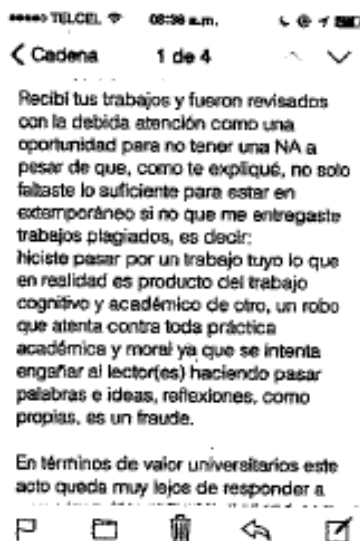 TELCEL 08:36 a.m.
Cadena 1 de 4
Recibí tus trabajos y fueron revisados
con la debida atención como una
oportunidad para no tener una NA a
pesar de que, como te expliqué, no solo
faltaste lo suficiente para estar en
extemporáneo si no que me entregaste
trabajos plagiados, es decir:
hiciste pasar por un trabajo tuyo lo que
en realidad es producto del trabajo
cognitivo y académico de otro, un robo
que atenta contra toda práctica
académica y moral ya que se intenta
engañar al lector(es) haciendo pasar
palabras e ideas, reflexiones, como
propias, es un fraude.
En términos de valor universitarios este
acto queda muy lejos de responder a